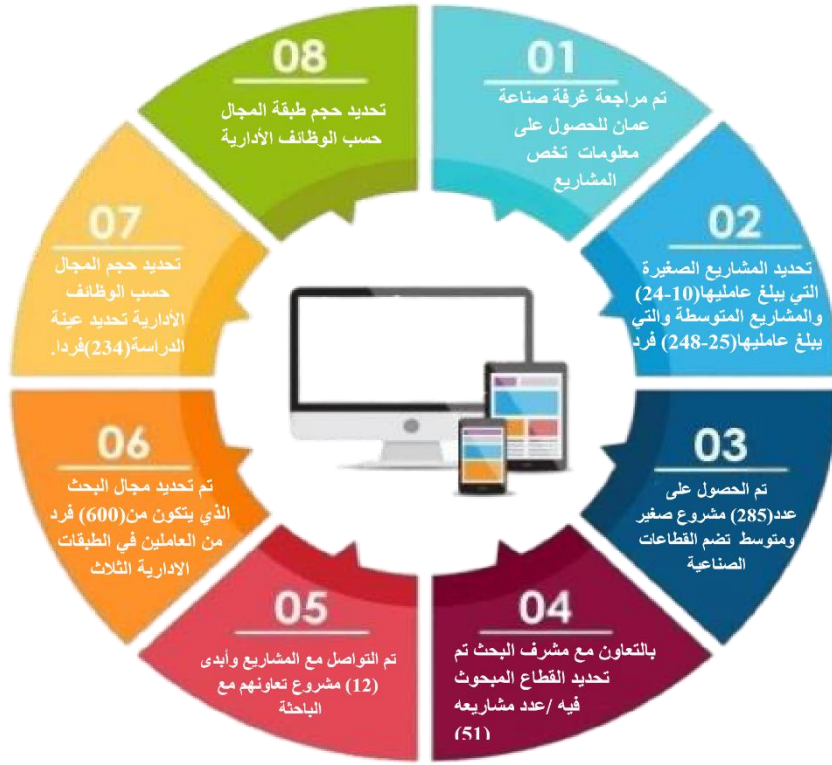 01
تم مراجعة غرفة صناعة
عمان للحصول على
معلومات تخص
المشاريع
02
تحديد المشاريع الصغيرة
التي يبلغ عامليها(10-24)
والمشاريع المتوسطة والتي
يبلغ عامليها(25-248) فرد
03
تم الحصول على
عدد(285) مشروع صغير
ومتوسط تضم القطاعات
الصناعية
04
بالتعاون مع مشرف البحث تم
تحديد القطاع المبحوث
فيه /عدد مشاريعه
(51)
05
تم التواصل مع المشاريع وأبدى
(12) مشروع تعاونهم مع
الباحثة
06
تم تحديد مجال البحث
الذي يتكون من(600) فرد
من العاملين في الطبقات
الادارية الثلاث
07
تحديد حجم المجال
حسب الوظائف
الأدارية تحديد عينة
الدراسة(234)فردا.
08
تحديد حجم طبقة المجال
حسب الوظائف الأدارية